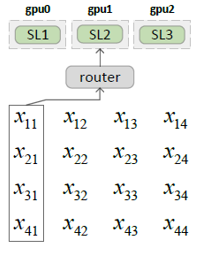 gpu0 gpu1 gpu2
SL1 SL2 SL3
router
x11 x12 x13 x14
x21 x22 x23 x24
x31 x32 x33 x34
x41 x42 x43 x44